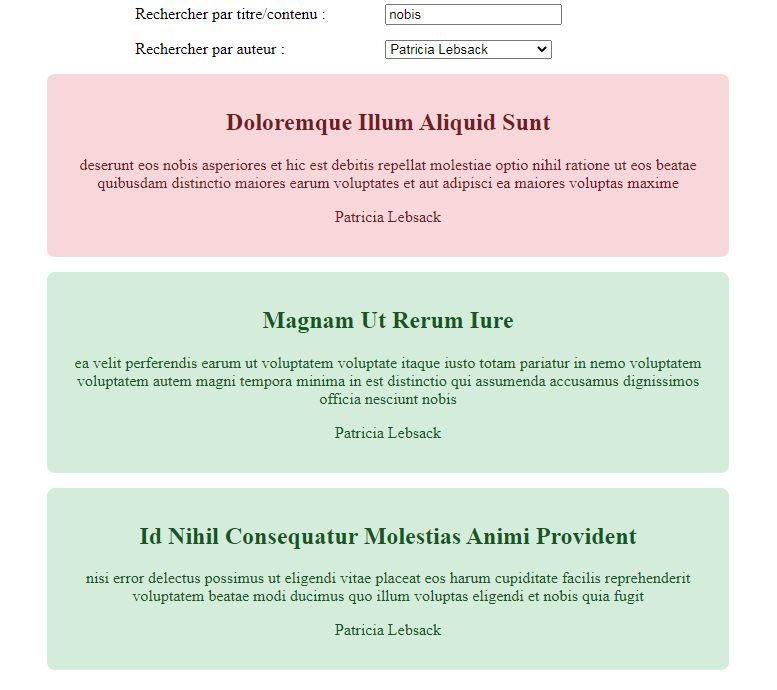 Rechercher par titre/contenu : nobis
Rechercher par auteur : Patricia Lebsack
Doloremque Illum Aliquid Sunt
deserunt eos nobis asperiores et hic est debitis repellat molestiae optio nihil ratione ut eos beatae
quibusdam distinctio maiores earum voluptates et aut adipisci ea maiores voluptas maxime
Patricia Lebsack
Magnam Ut Rerum Iure
ea velit perferendis earum ut voluptatem voluptate itaque iusto totam pariatur in nemo voluptatem
voluptatem autem magni tempora minima in est distinctio qui assumenda accusamus dignissimos
officia nesciunt nobis
Patricia Lebsack
Id Nihil Consequatur Molestias Animi Provident
nisi error delectus possimus ut eligendi vitae placeat eos harum cupiditate facilis reprehenderit
voluptatem beatae modi ducimus quo illum voluptas eligendi et nobis quia fugit
Patricia Lebsack